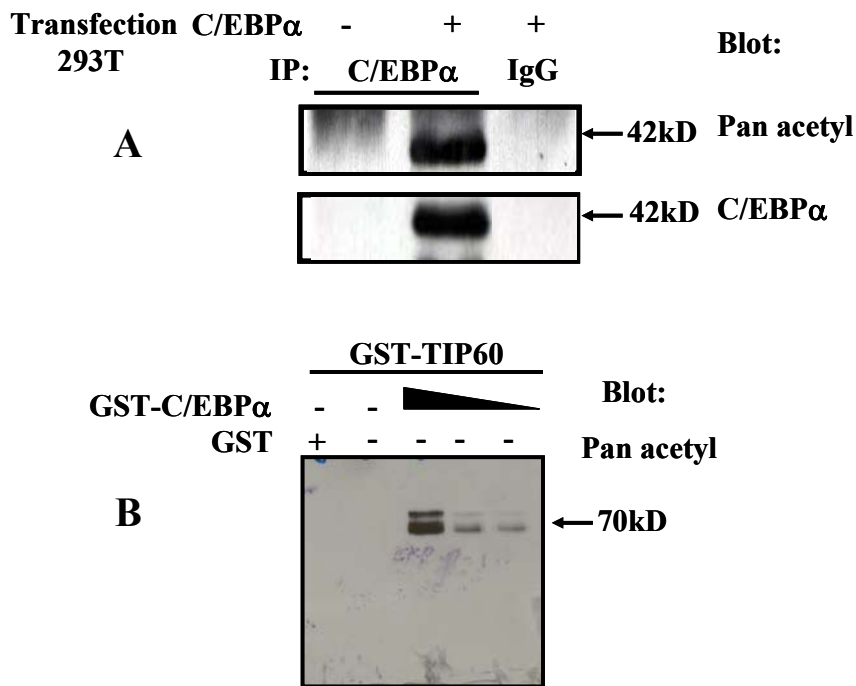 Transfection C/EBPα - + +
293T
Blot:
IP: C/EBPα IgG
A
42kD Pan acetyl
42kD C/EBPα
GST-TIP60
Blot:
GST-C/EBPα - -
GST + - - - -
Pan acetyl
B
70kD